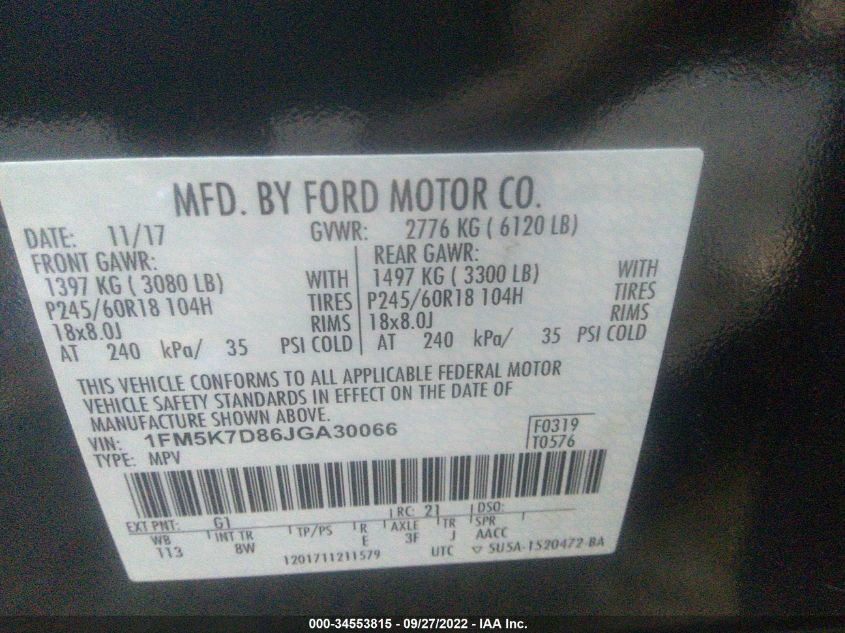 MFD. BY FORD MOTOR CO.
DATE: 11/17 GVWR: 2776 KG ( 6120 LB)
FRONT GAWR: REAR GAWR:
1397 KG ( 3080 LB) WITH 1497 KG ( 3300 LB) WITH
P245/60R18 104H TIRES P245/60R18 104H TIRES
18x8.0J RIMS 18x8.0J RIMS
AT 240 kPa/ 35 PSI COLD AT 240 kPa/ 35 PSI COLD
THIS VEHICLE CONFORMS TO ALL APPLICABLE FEDERAL MOTOR
VEHICLE SAFETY STANDARDS IN EFFECT ON THE DATE OF
MANUFACTURE SHOWN ABOVE.
VIN: 1FM5K7D86JGA30066 F0319
TYPE: MPV T0576
EXT PNT: G1 RC: 21 DSO:
WB INT TR TP/PS R AXLE TR SPR
113 8W E 3F J AACC
1201711211579 UTC ▽ 5U5A-1520472-BA
000-34553815 - 09/27/2022 - IAA Inc.